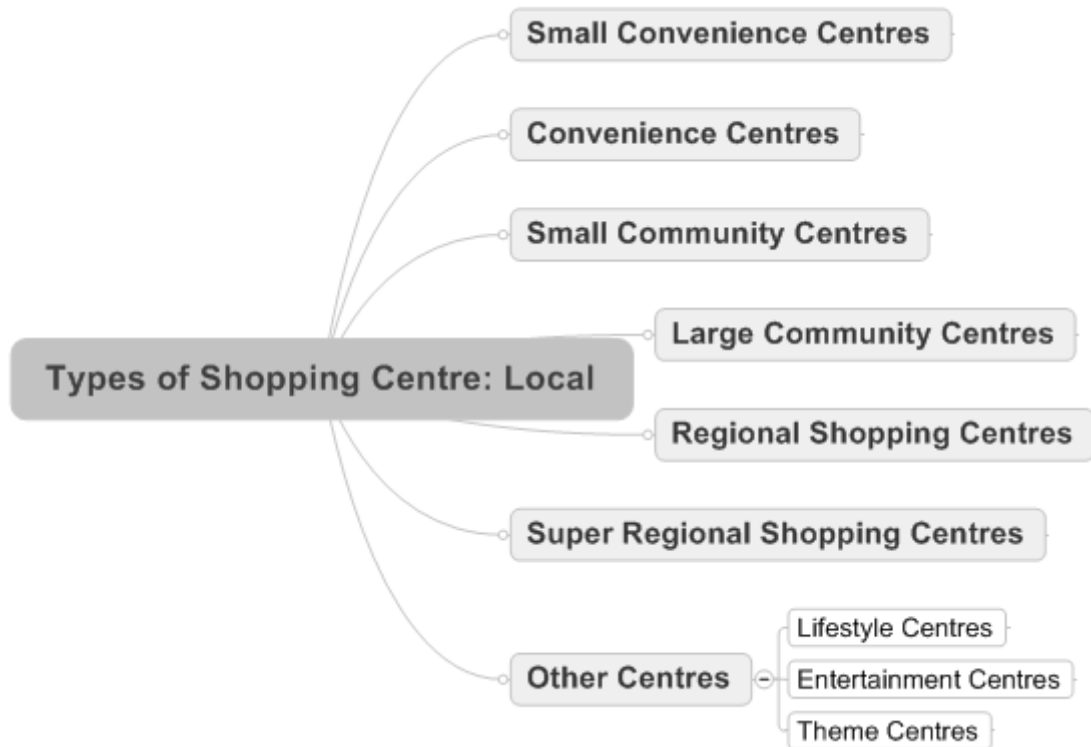 Small Convenience Centres
Convenience Centres
Small Community Centres
Large Community Centres
Types of Shopping Centre: Local
Regional Shopping Centres
Super Regional Shopping Centres
Other Centres
Lifestyle Centres
Entertainment Centres
Theme Centres